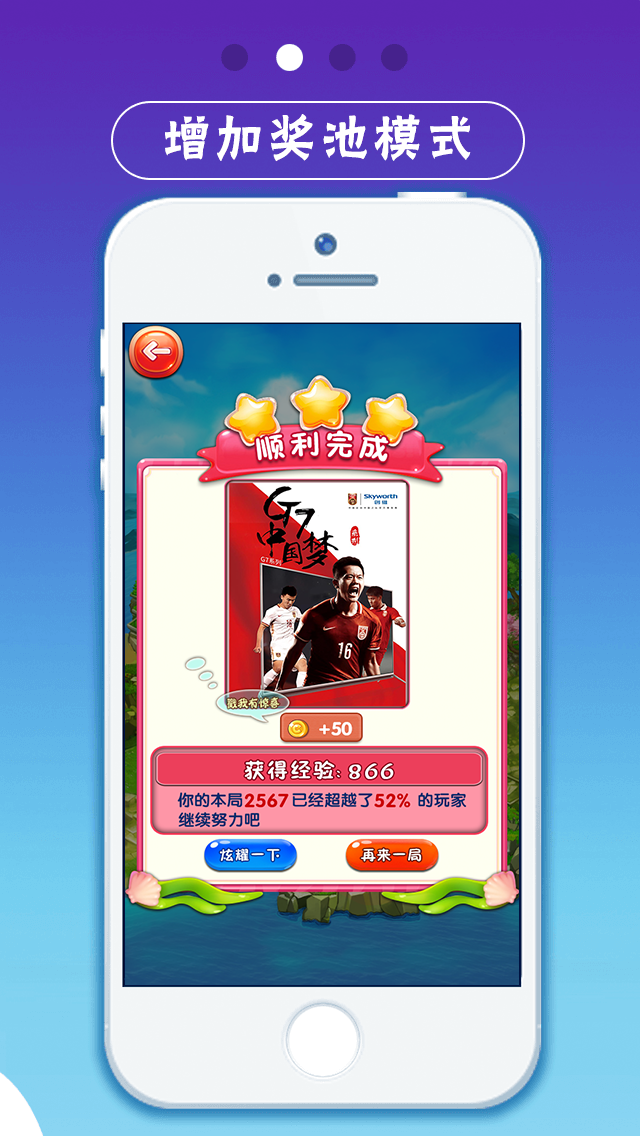 增加奖池模式
顺利完成
Skyworth
创维
G7
中国梦
系列
G7系列
16
戳我有惊喜
+50
获得经验: 866
你的本局2567已经超越了52% 的玩家
继续努力吧
炫耀一下
再来一局